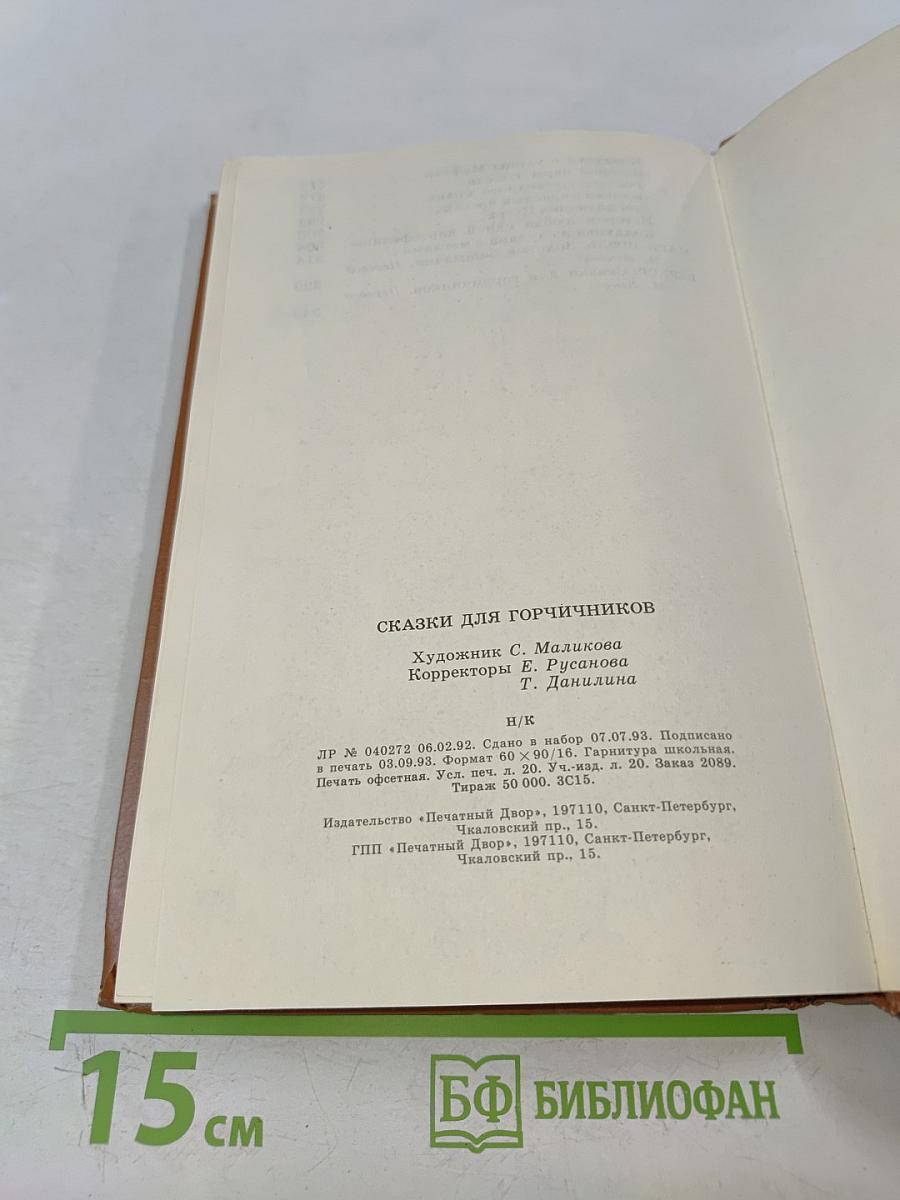 СКАЗКИ ДЛЯ ГОРЧИЧНИКОВ
Художник С. Маликова
Корректоры Е. Русанова
Т. Данилина
Н/К
ЛР № 040272 06.02.92. Сдано в набор 07.07.93. Подписано
в печать 03.09.93. Формат 60×90/16. Гарнитура школьная.
Печать офсетная. Усл. печ. л. 20. Уч.-изд. л. 20. Заказ 2089.
Тираж 50 000. 3С15.
Издательство «Печатный Двор», 197110, Санкт-Петербург,
Чкаловский пр., 15.
ГПП «Печатный Двор», 197110, Санкт-Петербург,
Чкаловский пр., 15.
15 см
БФ БИБЛИОФАН